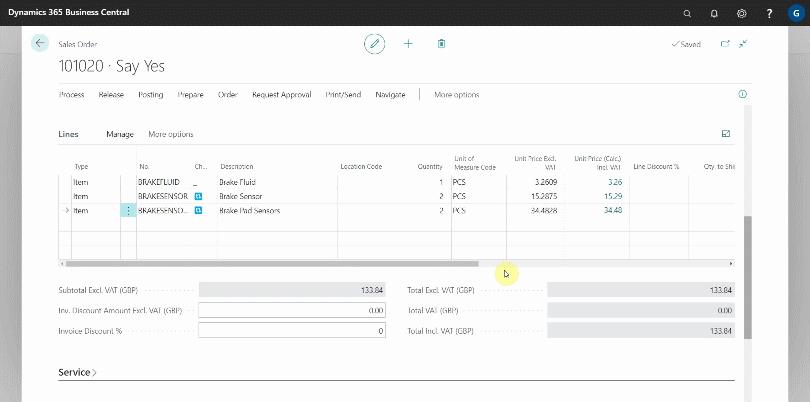 Dynamics 365 Business Central
? G
Sales Order
Saved
101020 · Say Yes
Process Release Posting Prepare Order Request Approval Print/Send Navigate More options
Lines Manage More options
Type No. Ch... Description Location Code Quantity Unit of Measure Code Unit Price Excl. VAT Unit Price (Calc.) Incl. VAT Line Discount % Qty. to Shi
Item BRAKEFLUID _ Brake Fluid 1 PCS 3.2609 3.26
Item BRAKESENSOR Brake Sensor 2 PCS 15.2875 15.29
Item BRAKESENSO... Brake Pad Sensors 2 PCS 34.4828 34.48
Subtotal Excl. VAT (GBP) 133.84 Total Excl. VAT (GBP) 133.84
Inv. Discount Amount Excl. VAT (GBP) 0.00 Total VAT (GBP) 0.00
Invoice Discount % 0 Total Incl. VAT (GBP) 133.84
Service